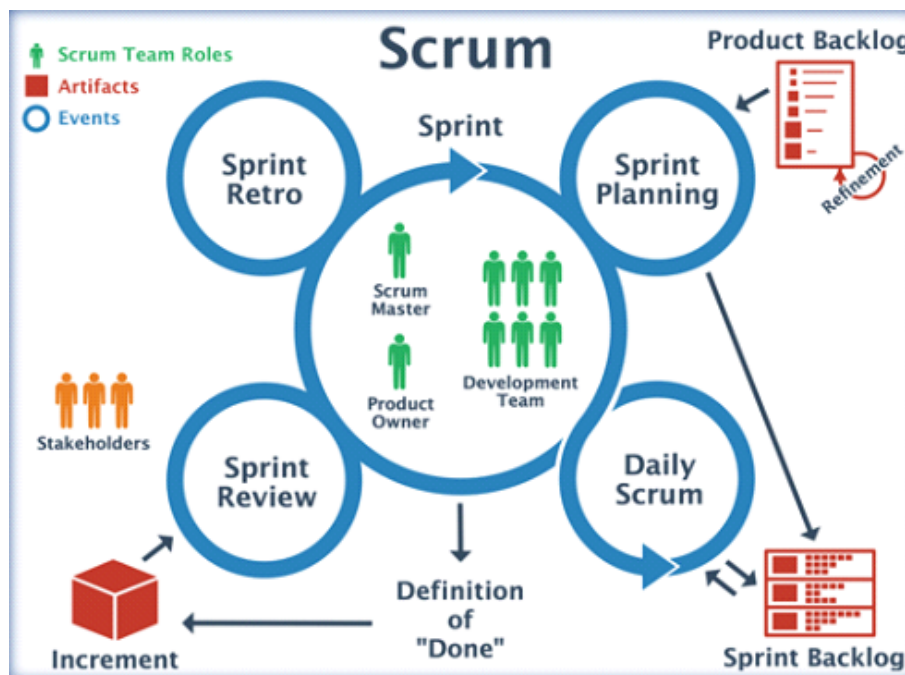 Scrum
Scrum Team Roles
Artifacts
Events
Product Backlog
Refinement
Sprint
Sprint
Retro
Sprint
Planning
Scrum
Master
Product
Owner
Development
Team
Stakeholders
Sprint
Review
Daily
Scrum
Increment
Definition
of
"Done"
Sprint Backlog